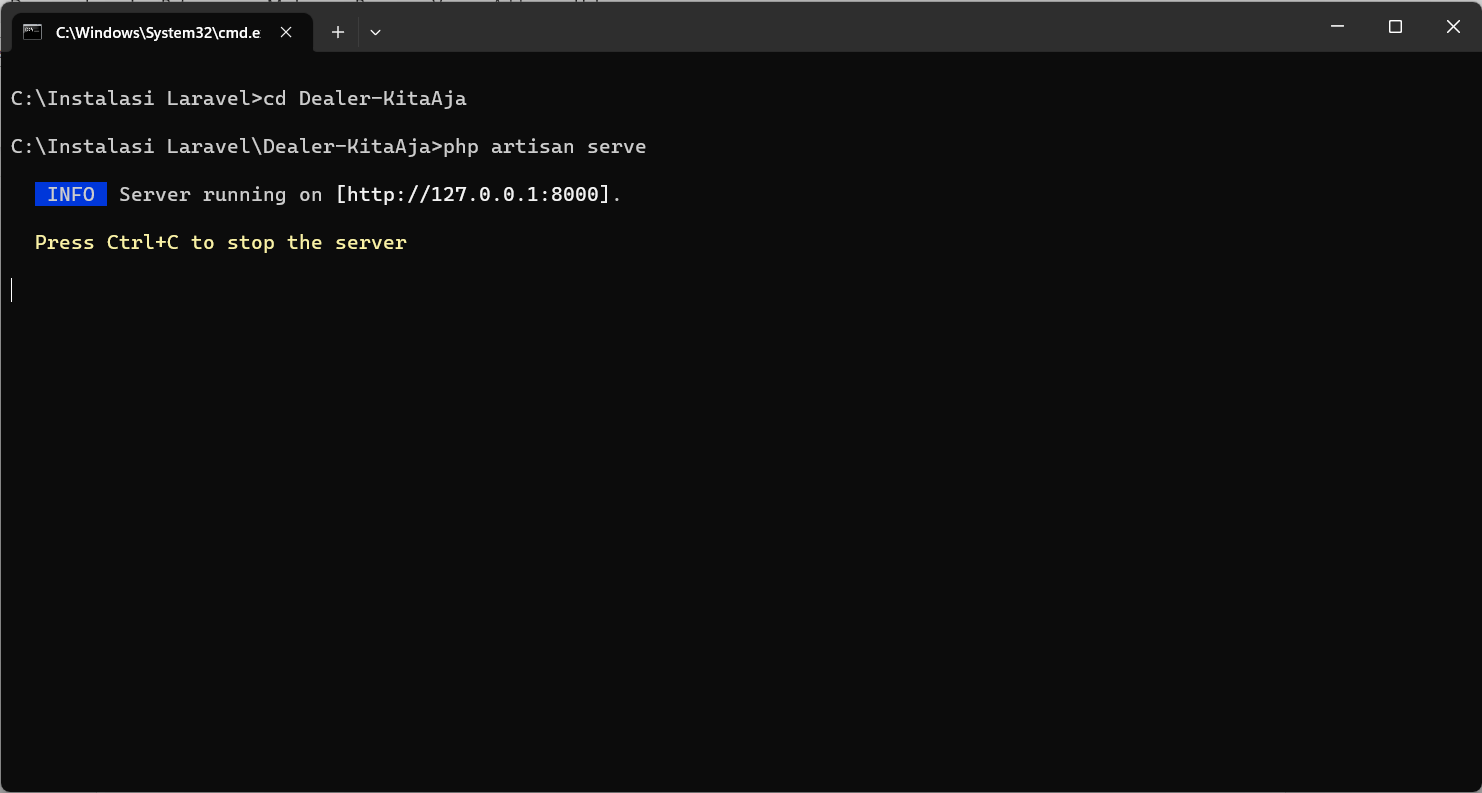 C:\Windows\System32\cmd.e
C:\Instalasi Laravel>cd Dealer-KitaAja
C:\Instalasi Laravel\Dealer-KitaAja>php artisan serve
INFO Server running on [http://127.0.0.1:8000].
Press Ctrl+C to stop the server